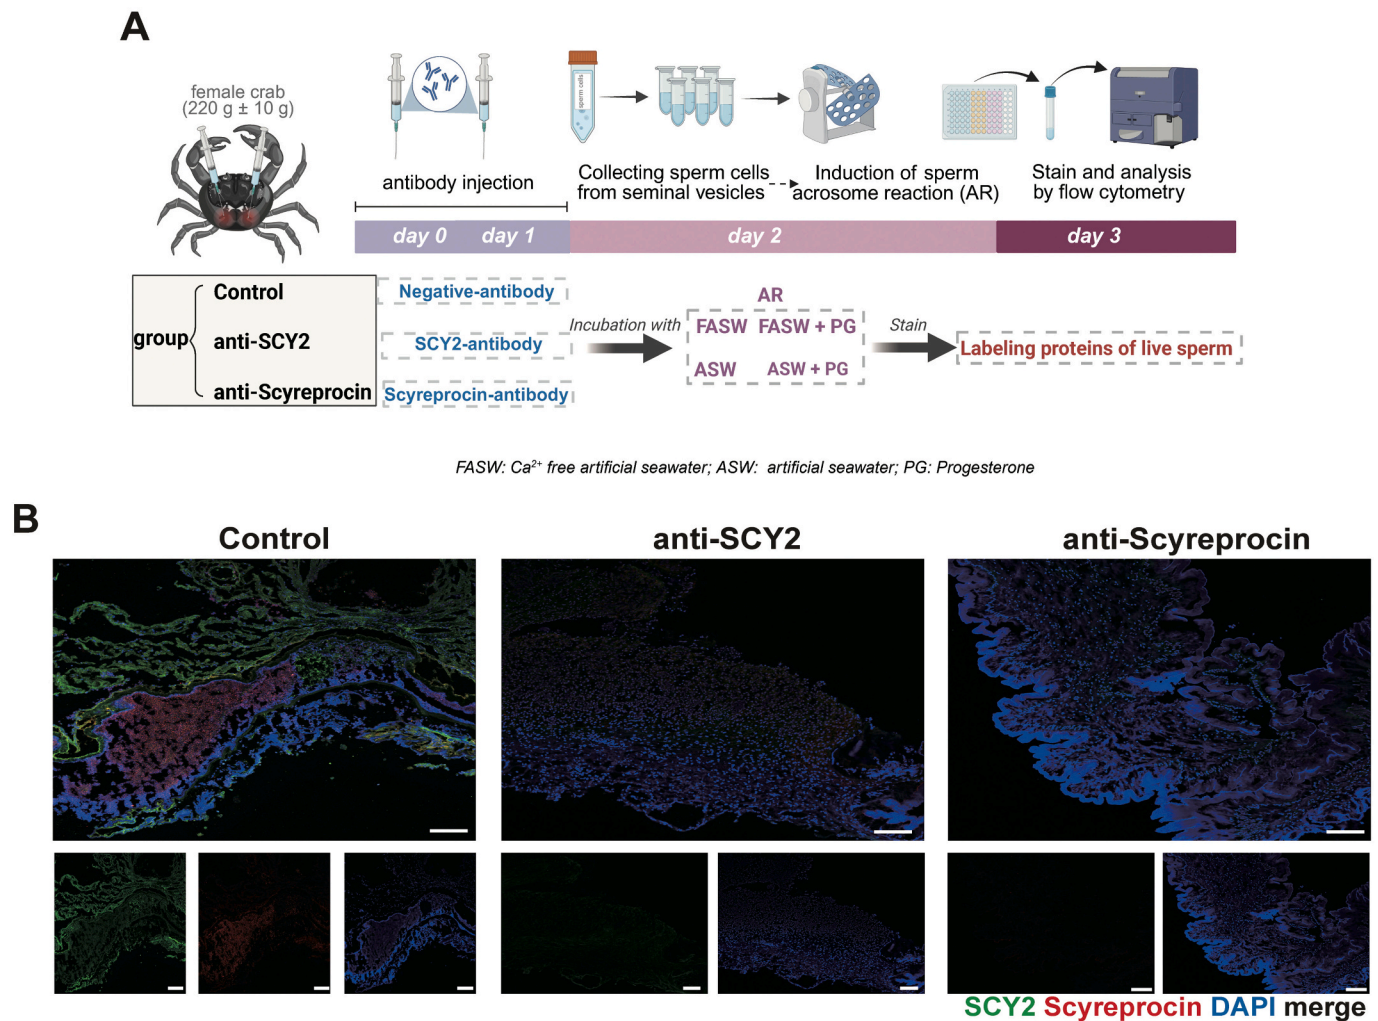 A
female crab
(220 g ± 10 g)
antibody injection
sperm cells
Collecting sperm cells
from seminal vesicles
Induction of sperm
acrosome reaction (AR)
Stain and analysis
by flow cytometry
day 0 day 1 day 2 day 3
group
Control
anti-SCY2
anti-Scyreprocin
Negative-antibody
SCY2-antibody
Scyreprocin-antibody
Incubation with
AR
FASW FASW + PG
ASW ASW + PG
Stain
Labeling proteins of live sperm
FASW: Ca2+ free artificial seawater; ASW: artificial seawater; PG: Progesterone
B
Control
anti-SCY2
anti-Scyreprocin
SCY2 Scyreprocin DAPI merge